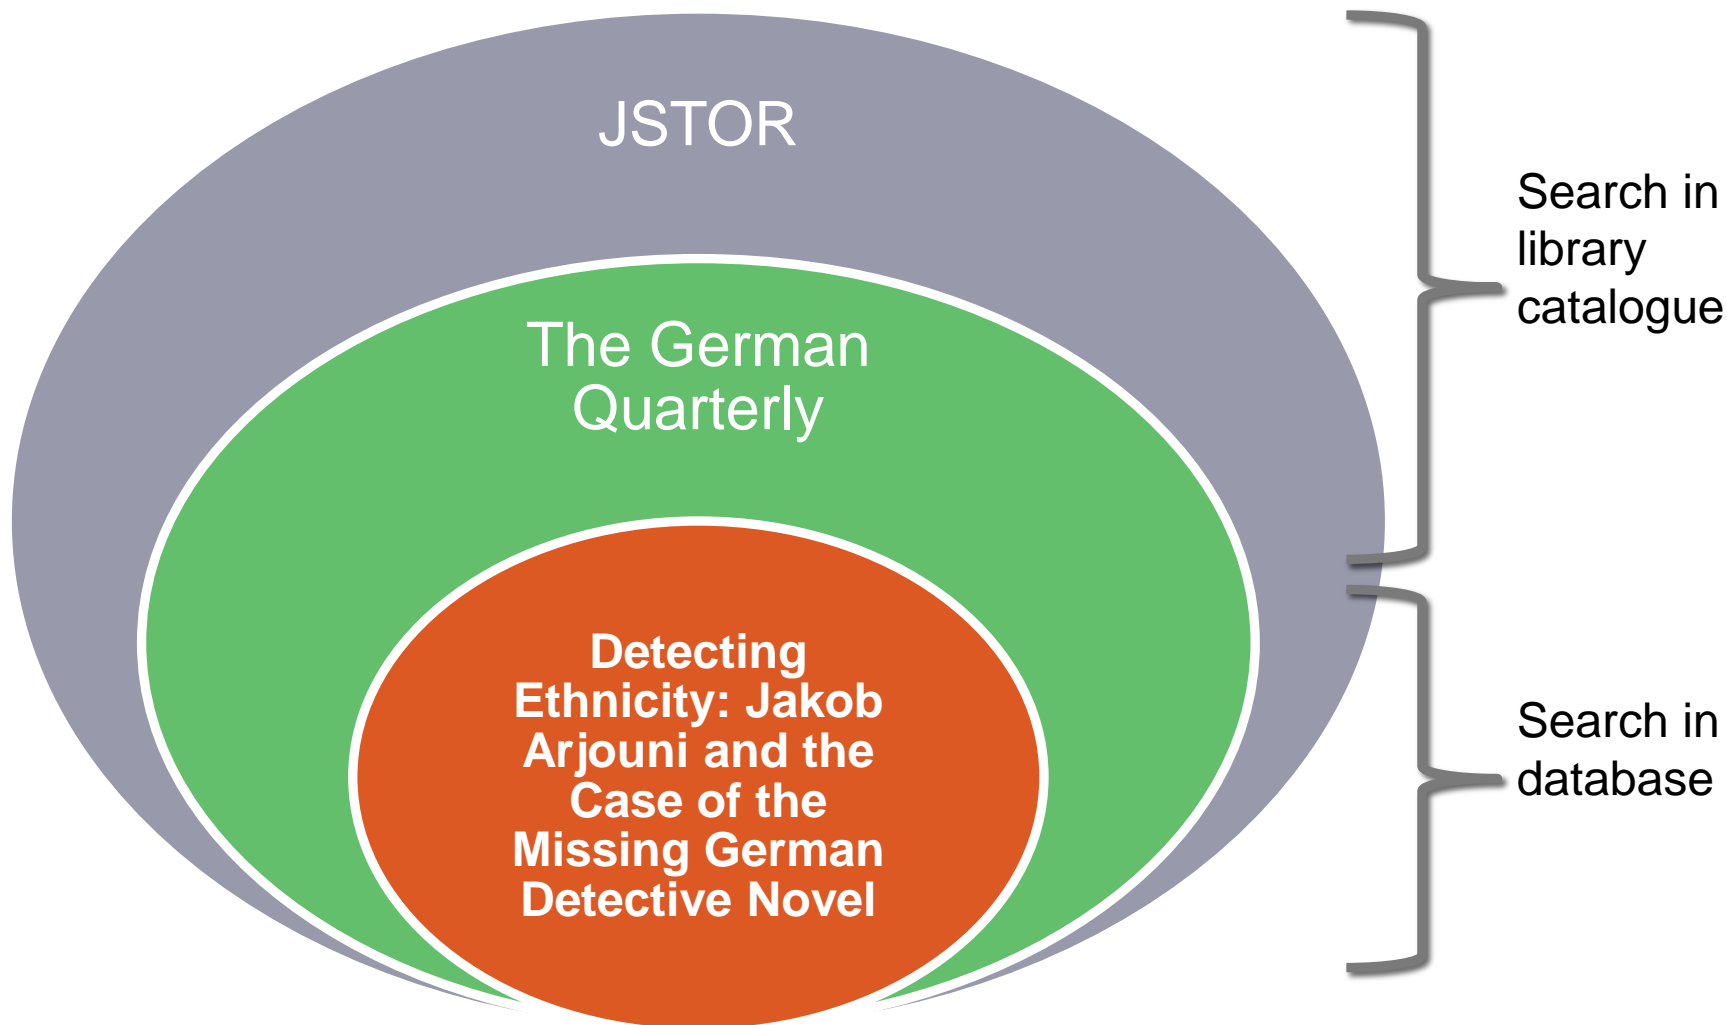 JSTOR
The German
Quarterly
Detecting
Ethnicity: Jakob
Arjouni and the
Case of the
Missing German
Detective Novel
Search in
library
catalogue
Search in
database